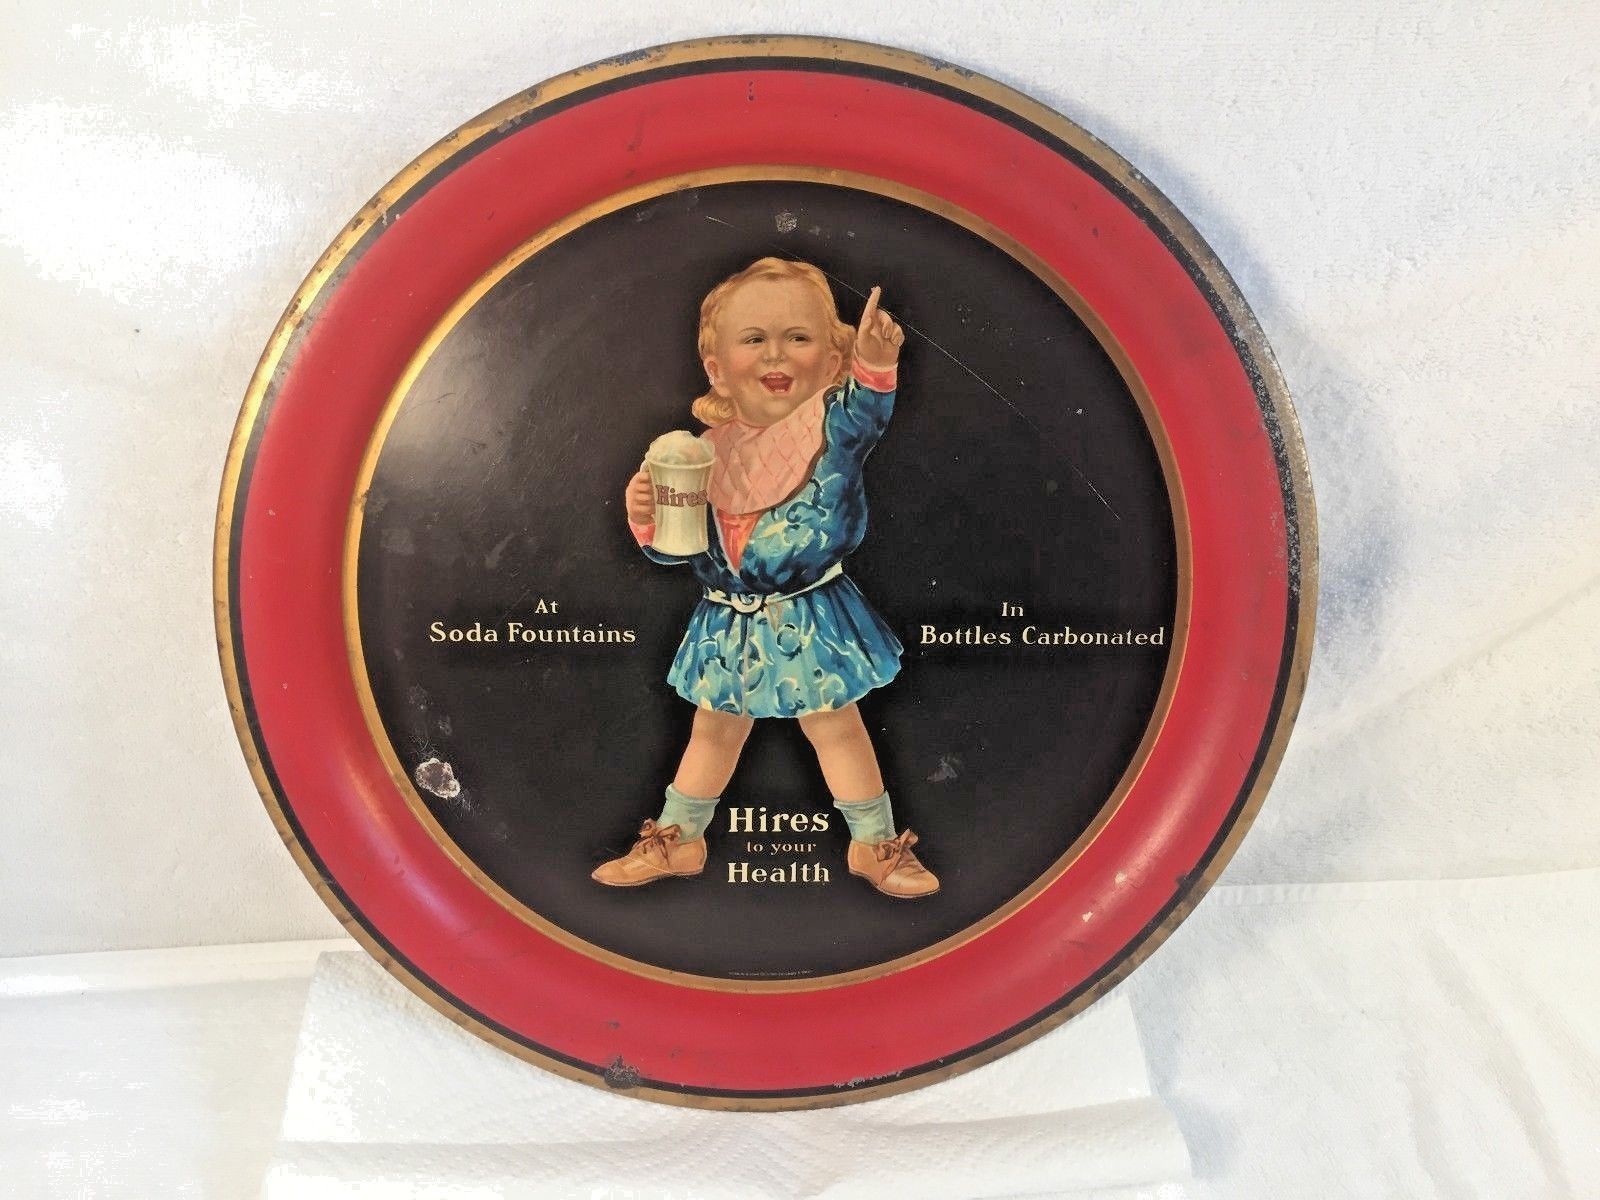 Hires
At
Soda Fountains
In
Bottles Carbonated
Hires
to your
Health